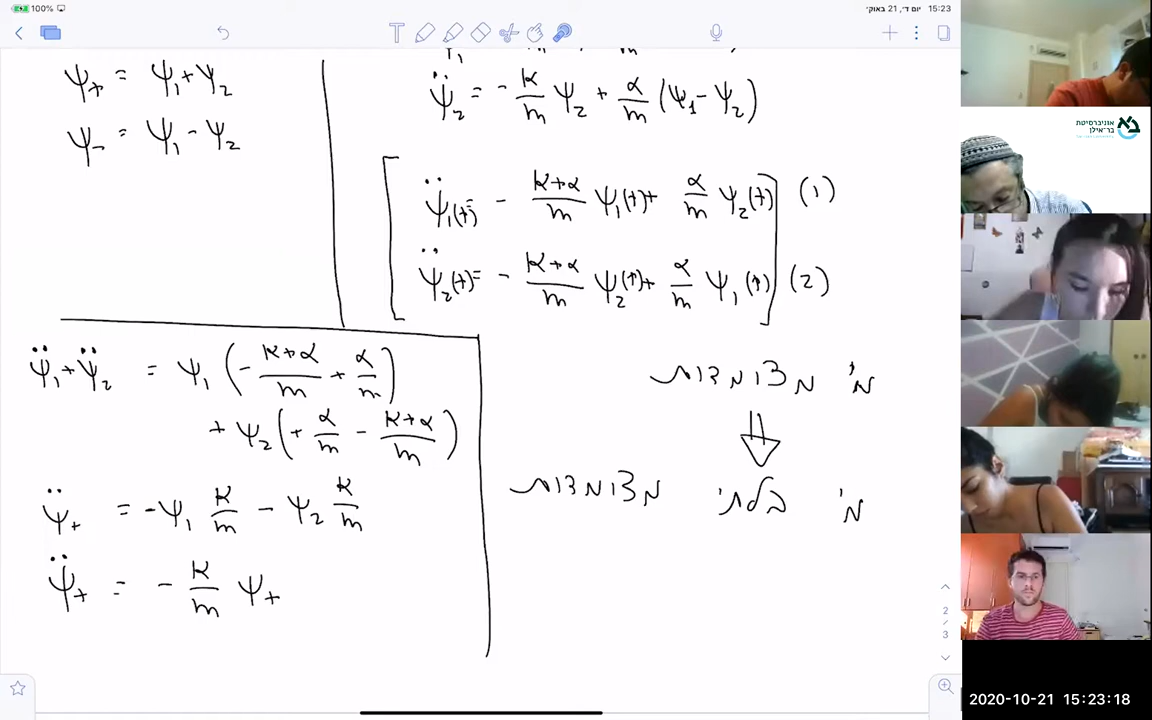 100%
15:23 יום ד׳, 21 באוק׳
ψ₊ = ψ₁+ψ₂
ψ₋ = ψ₁ - ψ₂
ψ̈₂ = - K/m ψ₂ + α/m (ψ₁ - ψ₂)
ψ̈₁(t) = - K+α/m ψ₁(t) + α/m ψ₂(t) (1)
ψ̈₂(t) = - K+α/m ψ₂(t) + α/m ψ₁(t) (2)
ψ̈₁+ψ̈₂ = ψ₁ (- K+α/m + α/m)
+ ψ₂ (+ α/m - K+α/m)
ψ̈₊ = -ψ₁ K/m - ψ₂ K/m
ψ̈₊ = - K/m ψ₊
מ׳ מצומדות
⇓
מ׳ בלתי מצומדות
2
/
3
אוניברסיטת
בר־אילן
2020-10-21 15:23:18